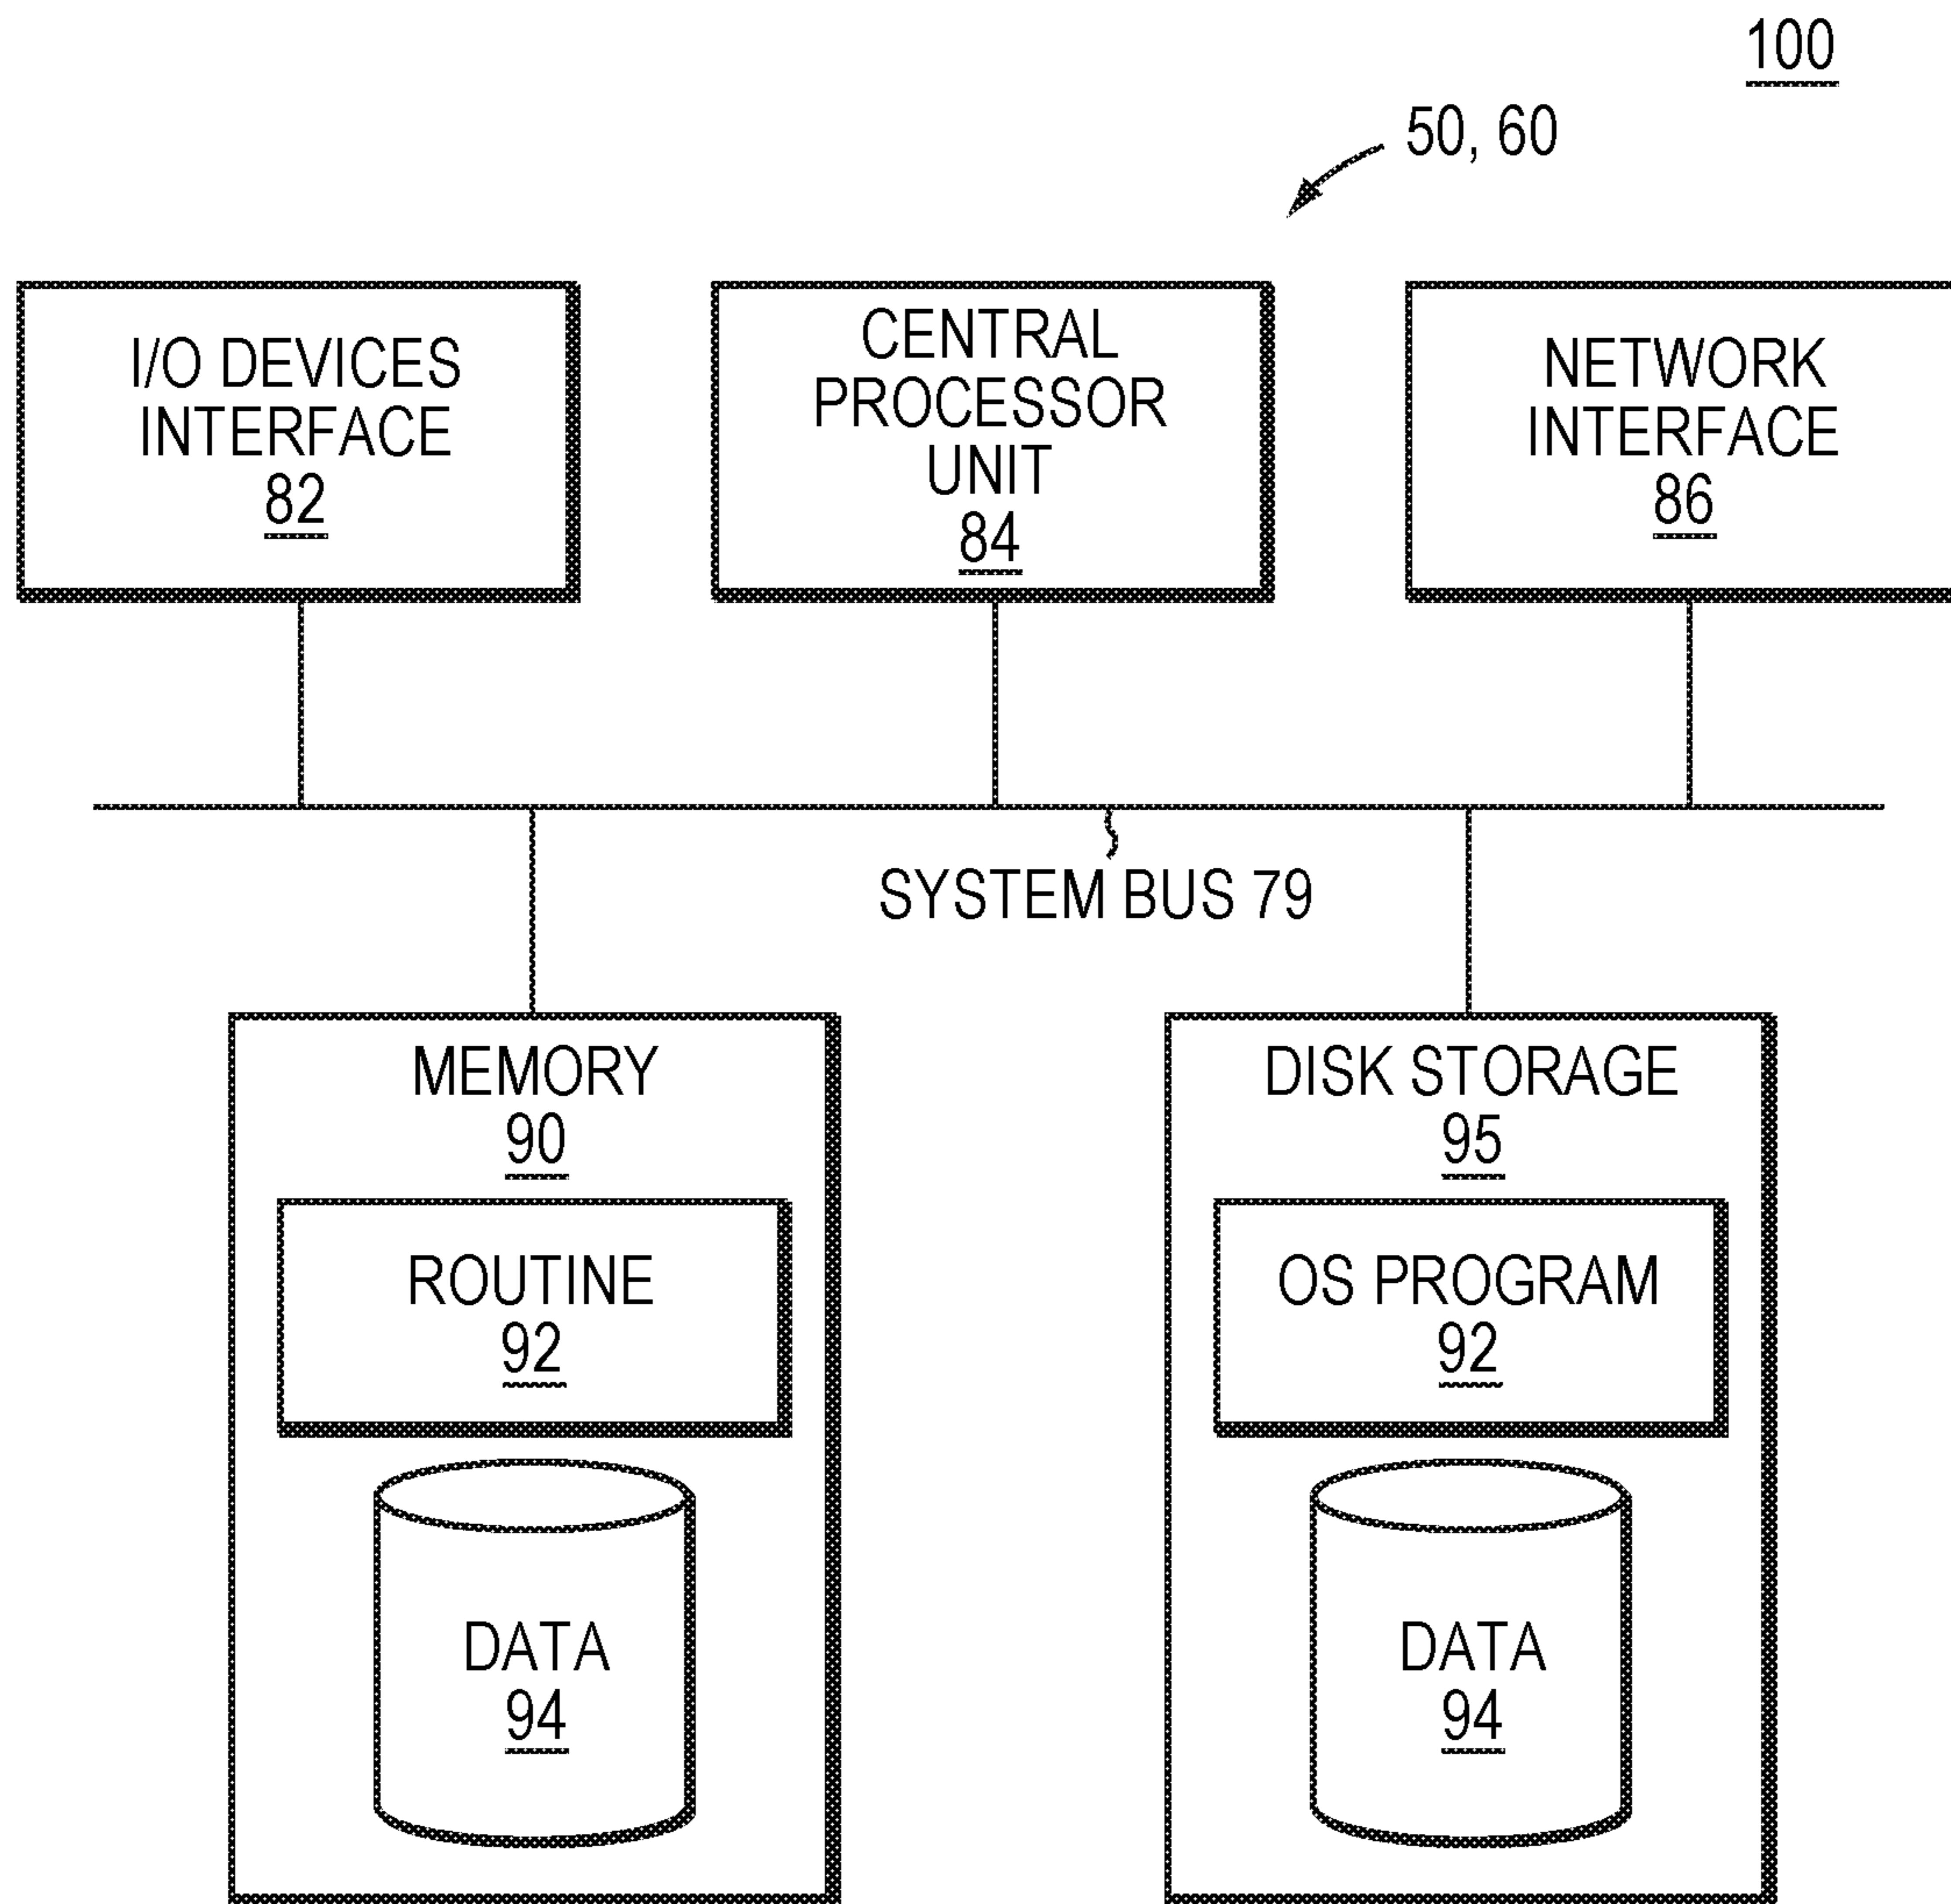 100
50, 60
I/O DEVICES
INTERFACE
82
CENTRAL
PROCESSOR
UNIT
84
NETWORK
INTERFACE
86
SYSTEM BUS 79
MEMORY
90
ROUTINE
92
DATA
94
DISK STORAGE
95
OS PROGRAM
92
DATA
94